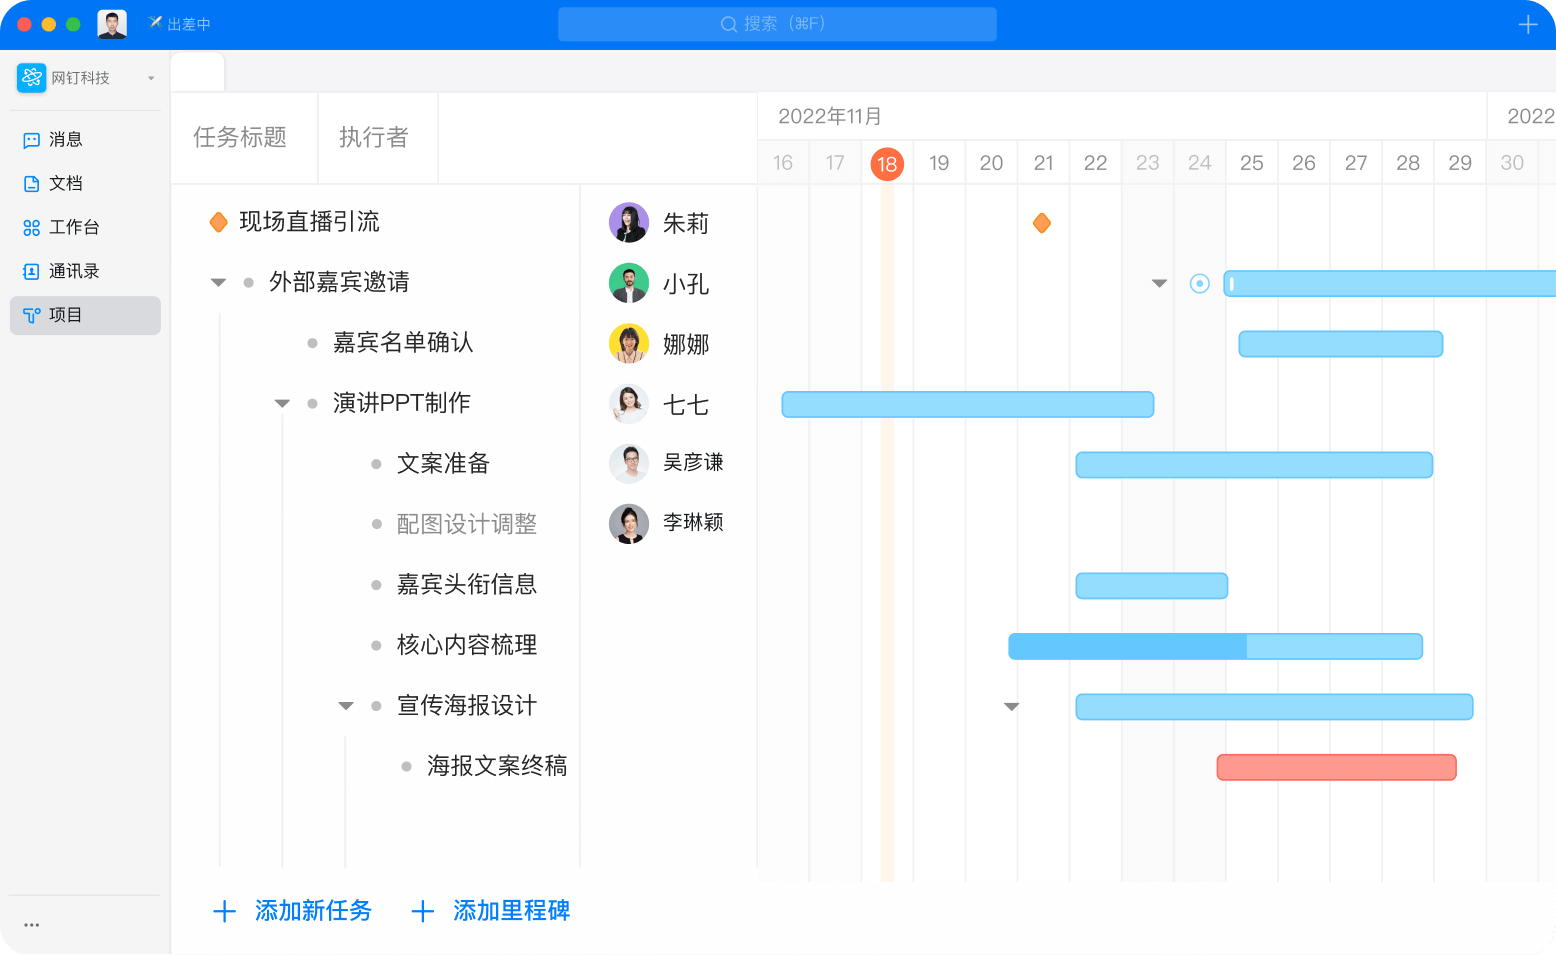 出差中
搜索（⌘F）
网钉科技
消息
文档
工作台
通讯录
项目
任务标题
执行者
2022年11月
2022
16 17 18 19 20 21 22 23 24 25 26 27 28 29 30
现场直播引流
朱莉
外部嘉宾邀请
小孔
嘉宾名单确认
娜娜
演讲PPT制作
七七
文案准备
吴彦谦
配图设计调整
李琳颖
嘉宾头衔信息
核心内容梳理
宣传海报设计
海报文案终稿
添加新任务
添加里程碑